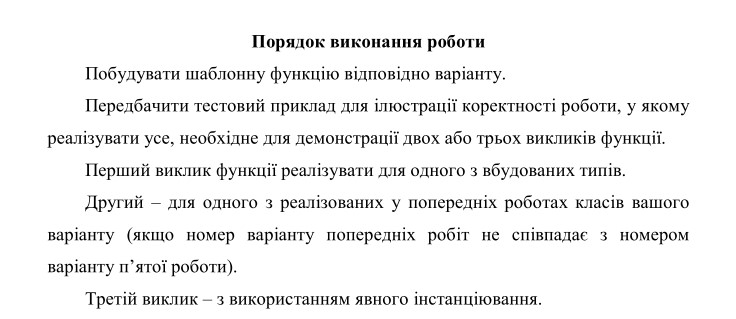 Порядок виконання роботи
Побудувати шаблонну функцію відповідно варіанту.
Передбачити тестовий приклад для ілюстрації коректності роботи, у якому
реалізувати усе, необхідне для демонстрації двох або трьох викликів функції.
Перший виклик функції реалізувати для одного з вбудованих типів.
Другий – для одного з реалізованих у попередніх роботах класів вашого
варіанту (якщо номер варіанту попередніх робіт не співпадає з номером
варіанту п’ятої роботи).
Третій виклик – з використанням явного інстанціювання.